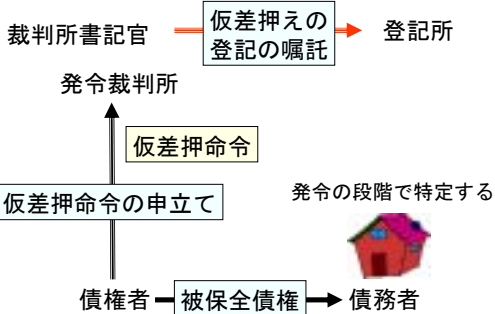 裁判所書記官
仮差押えの
登記の嘱託
登記所
発令裁判所
仮差押命令
仮差押命令の申立て
発令の段階で特定する
債権者
被保全債権
債務者